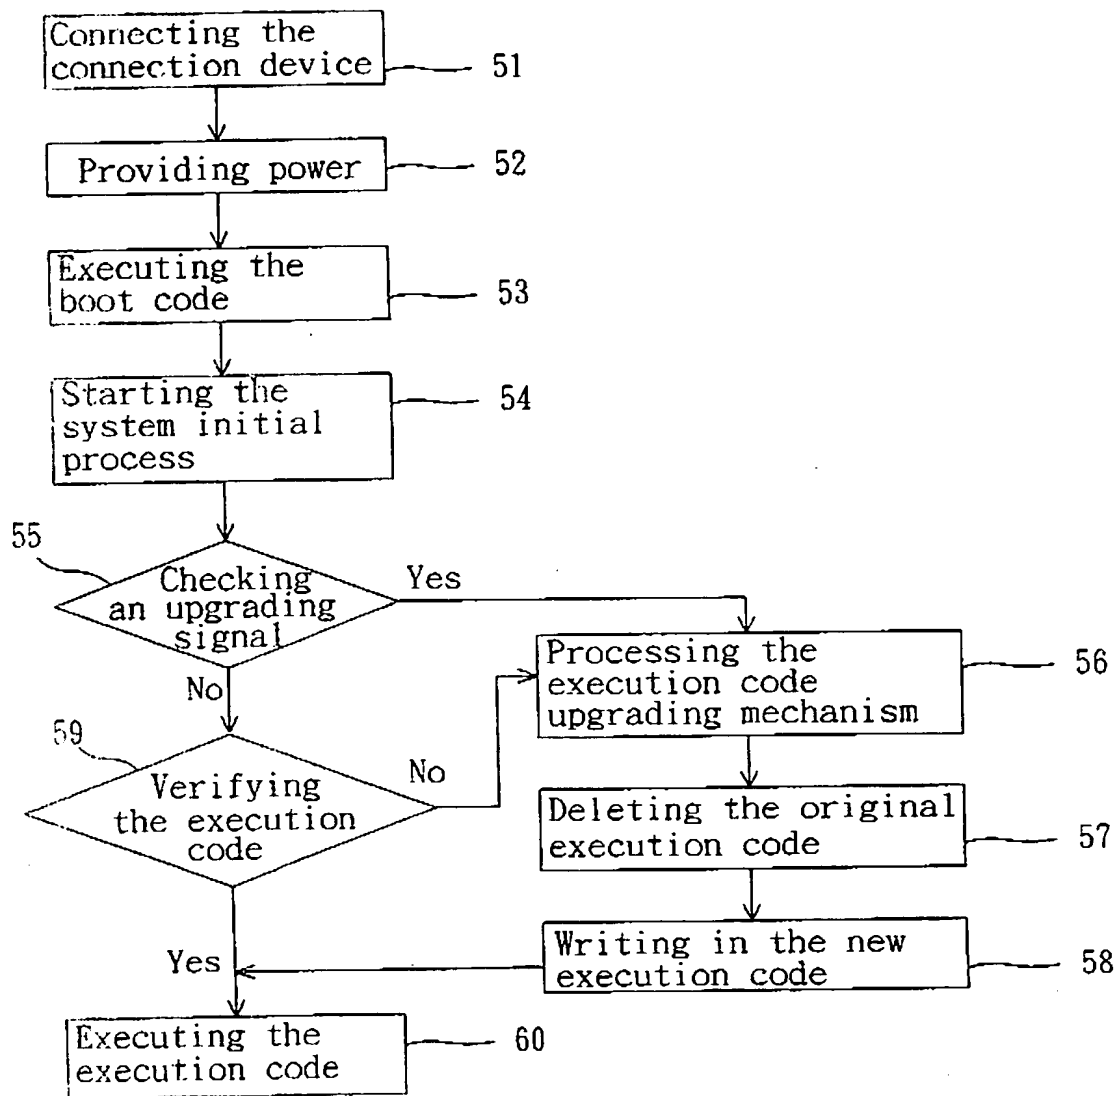 Connecting the
connection device
51
Providing power
52
Executing the
boot code
53
Starting the
system initial
process
54
55
Checking
an upgrading
signal
Yes
No
Processing the
execution code
upgrading mechanism
56
59
Verifying
the execution
code
No
Deleting the original
execution code
57
Writing in the new
execution code
58
Yes
Executing the
execution code
60